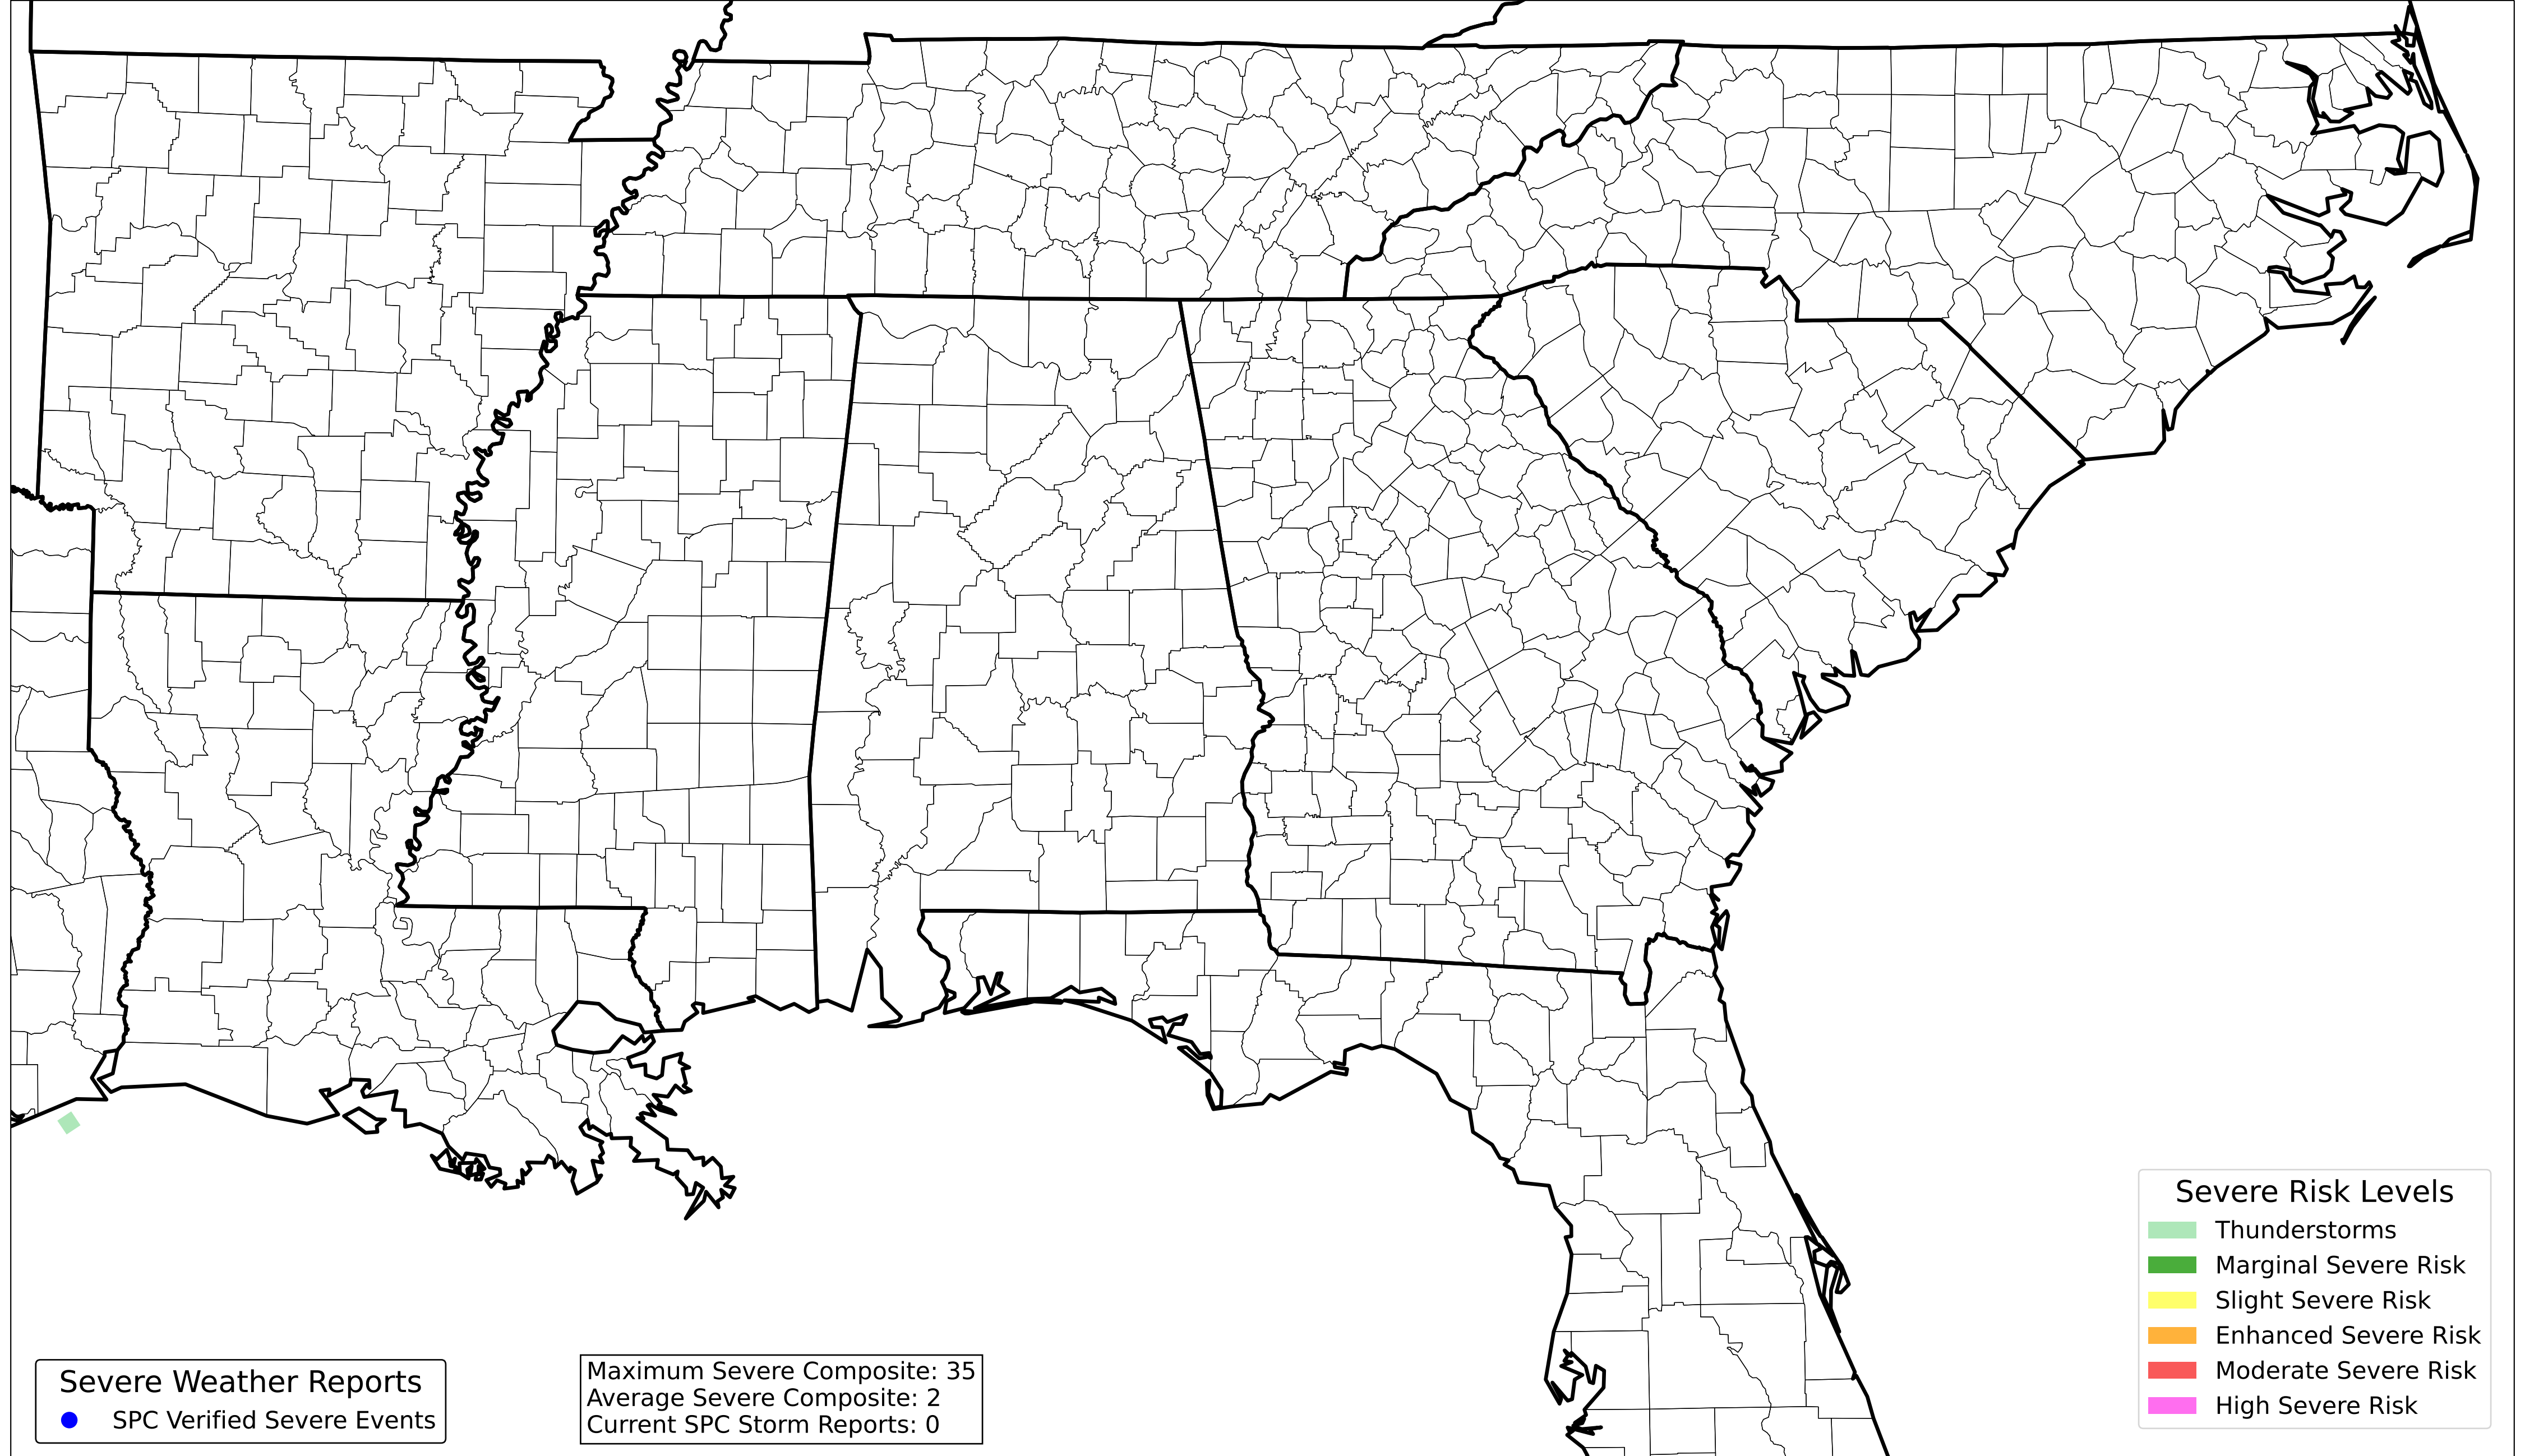 Severe Weather Reports
SPC Verified Severe Events
Maximum Severe Composite: 35
Average Severe Composite: 2
Current SPC Storm Reports: 0
Severe Risk Levels
Thunderstorms
Marginal Severe Risk
Slight Severe Risk
Enhanced Severe Risk
Moderate Severe Risk
High Severe Risk